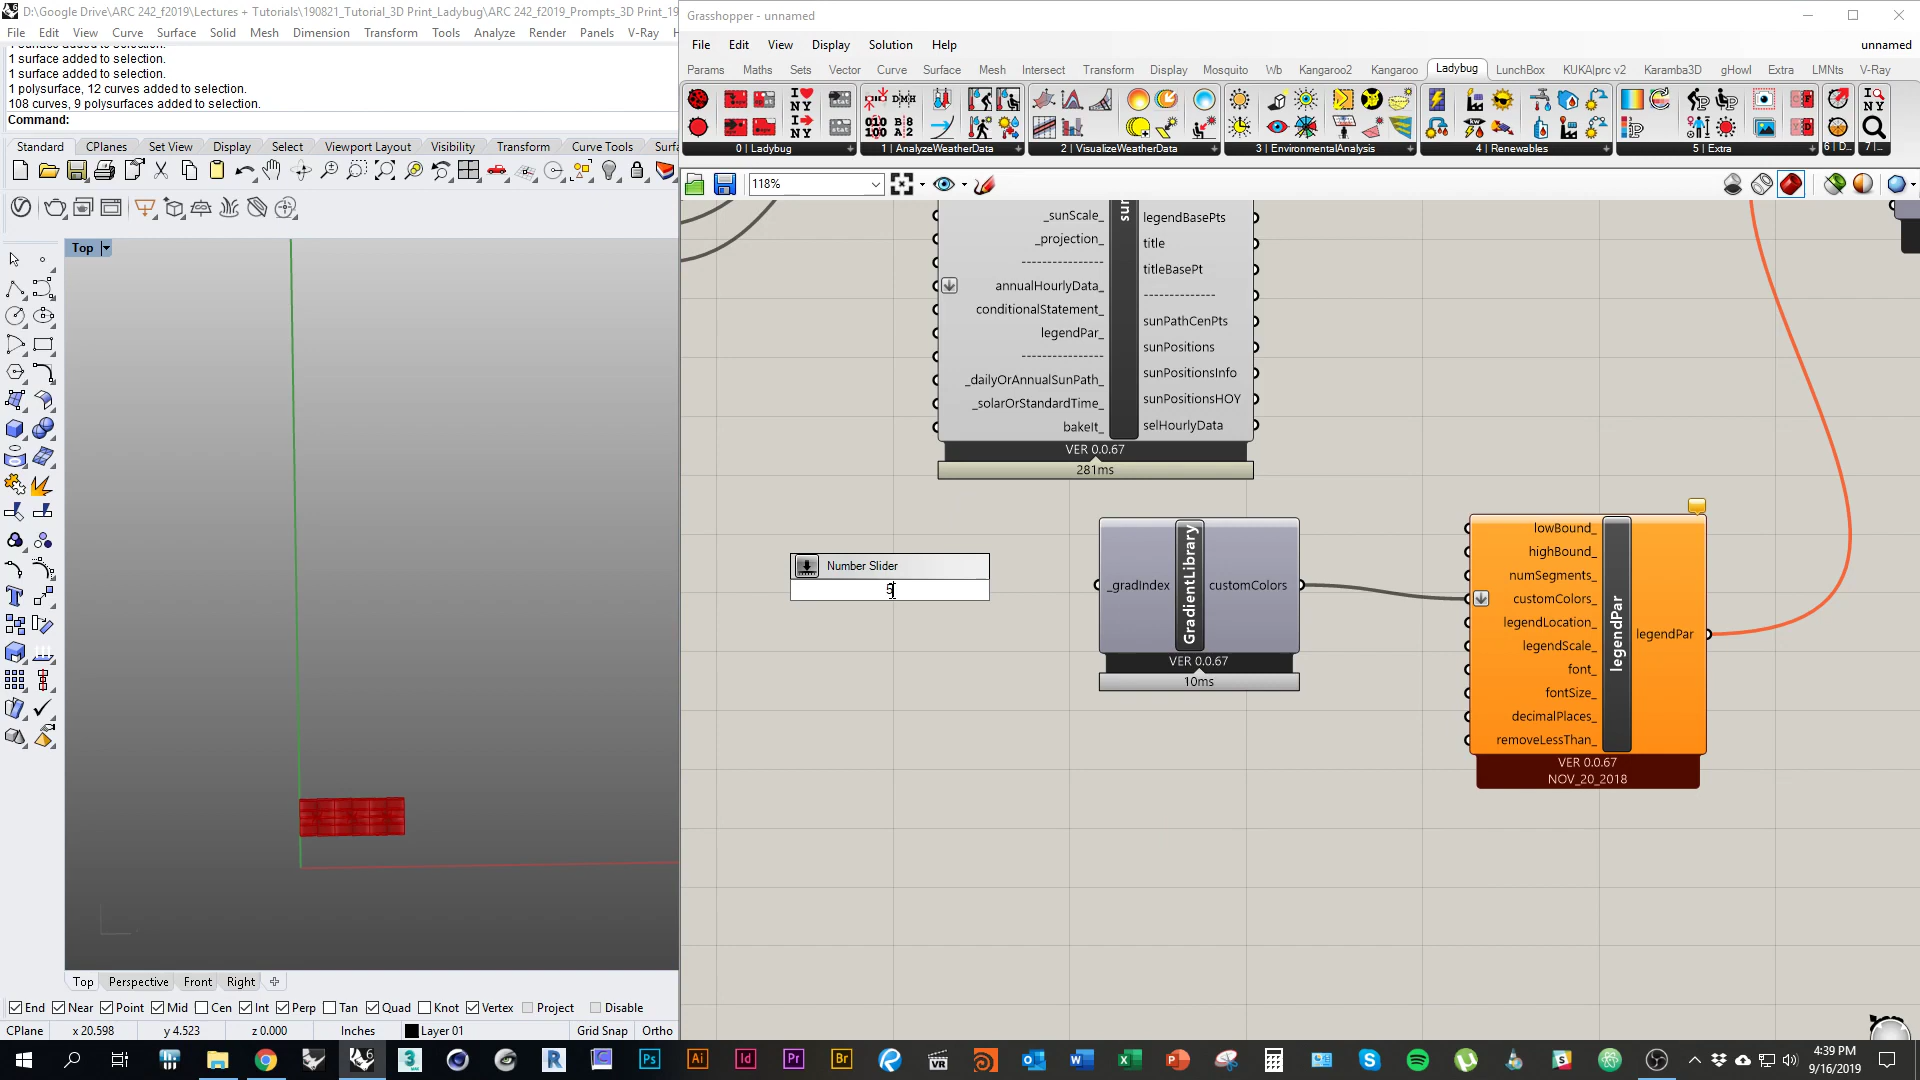 D:\Google Drive\ARC 242_f2019\Lectures + Tutorials\190821_Tutorial_3D Print_Ladybug\ARC 242_f2019_Prompts_3D Print_19
File Edit View Curve Surface Solid Mesh Dimension Transform Tools Analyze Render Panels V-Ray
1 surface added to selection.
1 surface added to selection.
1 polysurface, 12 curves added to selection.
108 curves, 9 polysurfaces added to selection.
Command:
Standard CPlanes Set View Display Select Viewport Layout Visibility Transform Curve Tools Surfa
Top
Top Perspective Front Right
End Near Point Mid Cen Int Perp Tan Quad Knot Vertex Project Disable
CPlane x 20.598 y 4.523 z 0.000 Inches Layer 01 Grid Snap Ortho
Grasshopper - unnamed
File Edit View Display Solution Help
unnamed
Params Maths Sets Vector Curve Surface Mesh Intersect Transform Display Mosquito Wb Kangaroo2 Kangaroo Ladybug LunchBox KUKA|prc v2 Karamba3D gHowl Extra LMNts V-Ray
0 | Ladybug 1 | AnalyzeWeatherData 2 | VisualizeWeatherData 3 | EnvironmentalAnalysis 4 | Renewables 5 | Extra 6 | D... 7 |...
118%
_sunScale_
_projection_
----------------
annualHourlyData_
conditionalStatement_
legendPar_
----------------
_dailyOrAnnualSunPath_
_solarOrStandardTime_
bakeIt_
sun
legendBasePts
title
titleBasePt
--------------
sunPathCenPts
sunPositions
sunPositionsInfo
sunPositionsHOY
selHourlyData
VER 0.0.67
281ms
Number Slider
_gradIndex
GradientLibrary
customColors
VER 0.0.67
10ms
lowBound_
highBound_
numSegments_
customColors_
legendLocation_
legendScale_
font_
fontSize_
decimalPlaces_
removeLessThan_
legendPar
legendPar
VER 0.0.67
NOV_20_2018
4:39 PM
9/16/2019